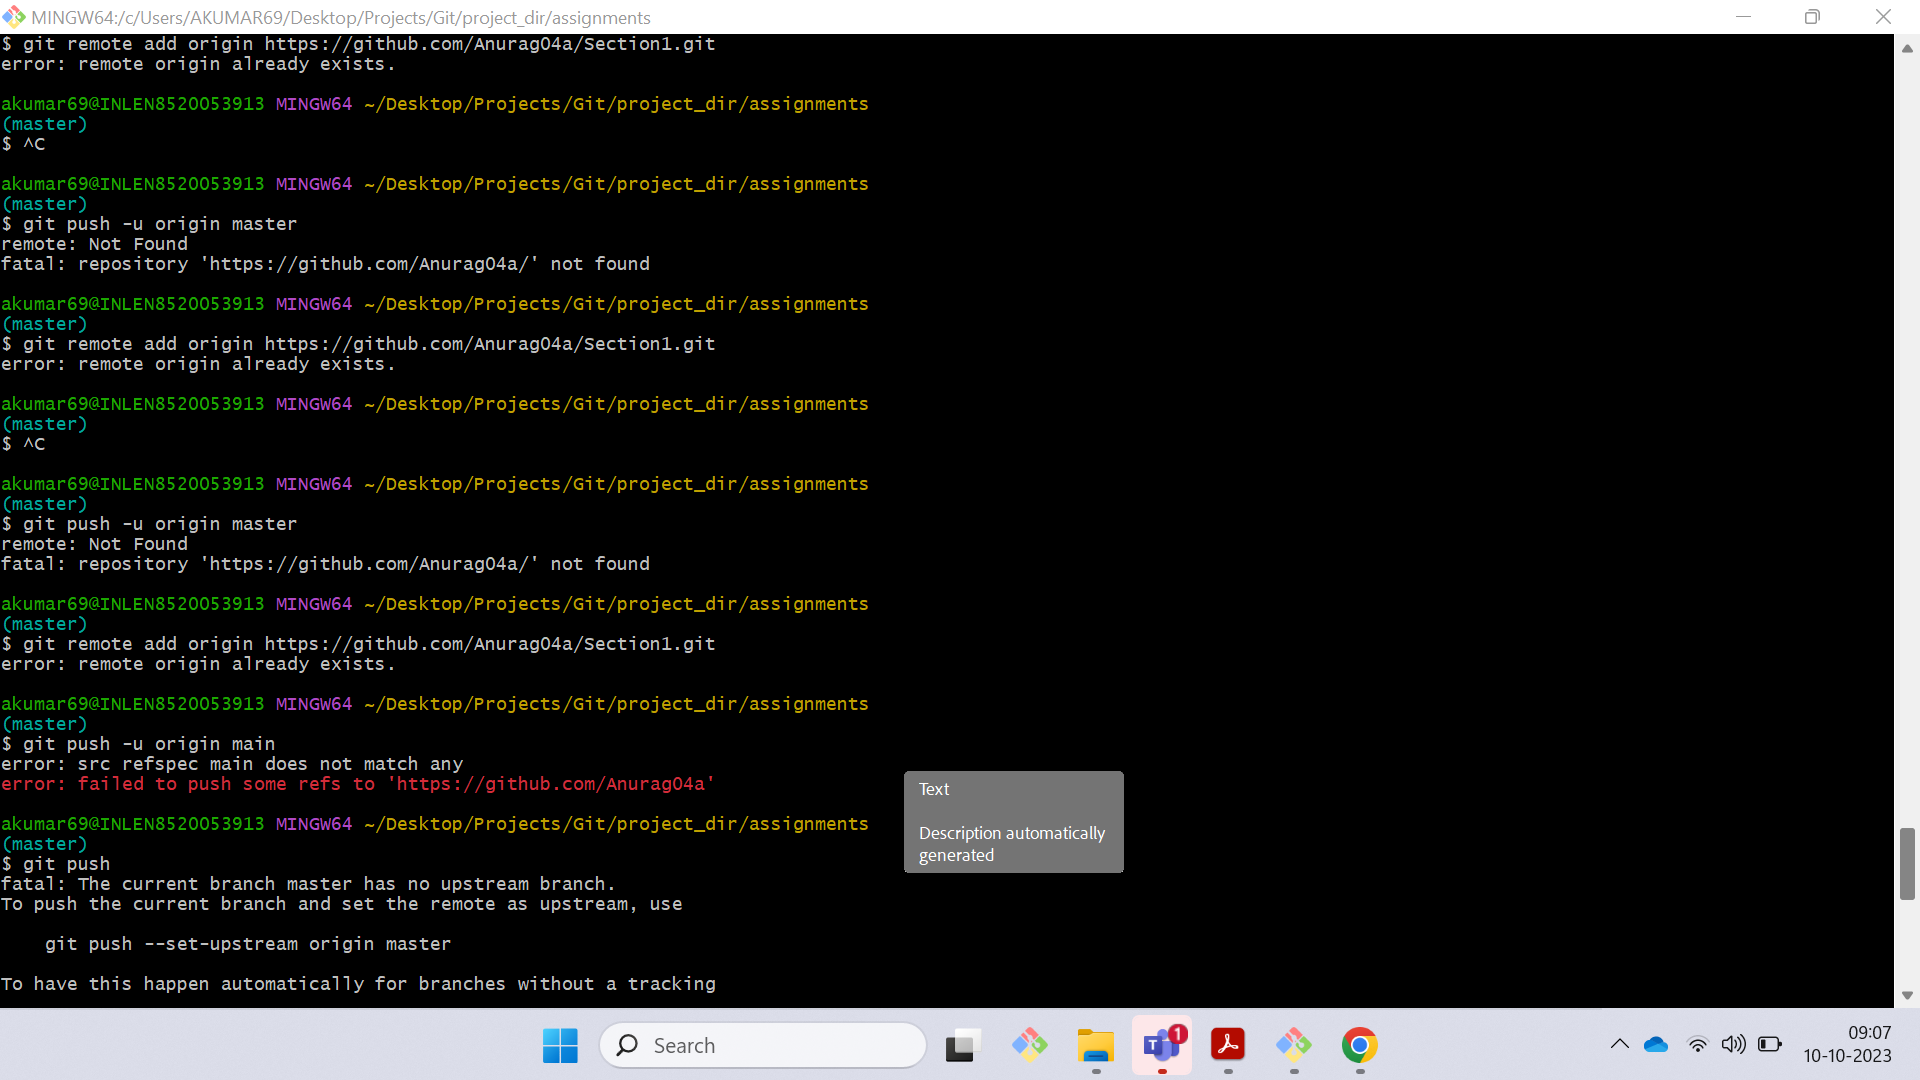 MINGW64:/c/Users/AKUMAR69/Desktop/Projects/Git/project_dir/assignments
$ git remote add origin https://github.com/Anurag04a/Section1.git
error: remote origin already exists.
akumar69@INLEN8520053913 MINGW64 ~/Desktop/Projects/Git/project_dir/assignments
(master)
$ ^C
akumar69@INLEN8520053913 MINGW64 ~/Desktop/Projects/Git/project_dir/assignments
(master)
$ git push -u origin master
remote: Not Found
fatal: repository 'https://github.com/Anurag04a/' not found
akumar69@INLEN8520053913 MINGW64 ~/Desktop/Projects/Git/project_dir/assignments
(master)
$ git remote add origin https://github.com/Anurag04a/Section1.git
error: remote origin already exists.
akumar69@INLEN8520053913 MINGW64 ~/Desktop/Projects/Git/project_dir/assignments
(master)
$ ^C
akumar69@INLEN8520053913 MINGW64 ~/Desktop/Projects/Git/project_dir/assignments
(master)
$ git push -u origin master
remote: Not Found
fatal: repository 'https://github.com/Anurag04a/' not found
akumar69@INLEN8520053913 MINGW64 ~/Desktop/Projects/Git/project_dir/assignments
(master)
$ git remote add origin https://github.com/Anurag04a/Section1.git
error: remote origin already exists.
akumar69@INLEN8520053913 MINGW64 ~/Desktop/Projects/Git/project_dir/assignments
(master)
$ git push -u origin main
error: src refspec main does not match any
error: failed to push some refs to 'https://github.com/Anurag04a'
akumar69@INLEN8520053913 MINGW64 ~/Desktop/Projects/Git/project_dir/assignments
(master)
$ git push
fatal: The current branch master has no upstream branch.
To push the current branch and set the remote as upstream, use
git push --set-upstream origin master
To have this happen automatically for branches without a tracking
Text
Description automatically
generated
Search
T
1
09:07
10-10-2023